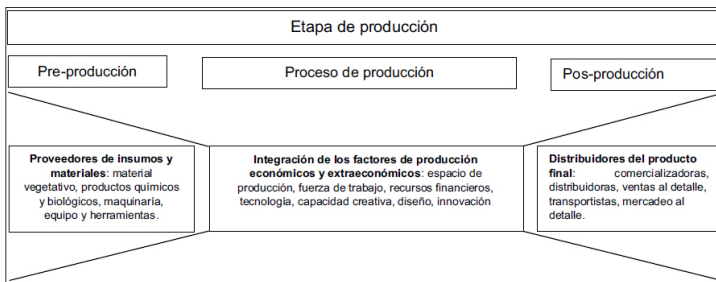 Etapa de producción
Pre-producción
Proceso de producción
Pos-producción
Proveedores de insumos y
materiales: material
vegetativo, productos químicos
y biológicos, maquinaría,
equipo y herramientas.
Integración de los factores de producción
económicos y extraeconómicos: espacio de
producción, fuerza de trabajo, recursos financieros,
tecnología, capacidad creativa, diseño, innovación
Distribuidores del producto
final: comercializadoras,
distribuidoras, ventas al detalle,
transportistas, mercadeo al
detalle.